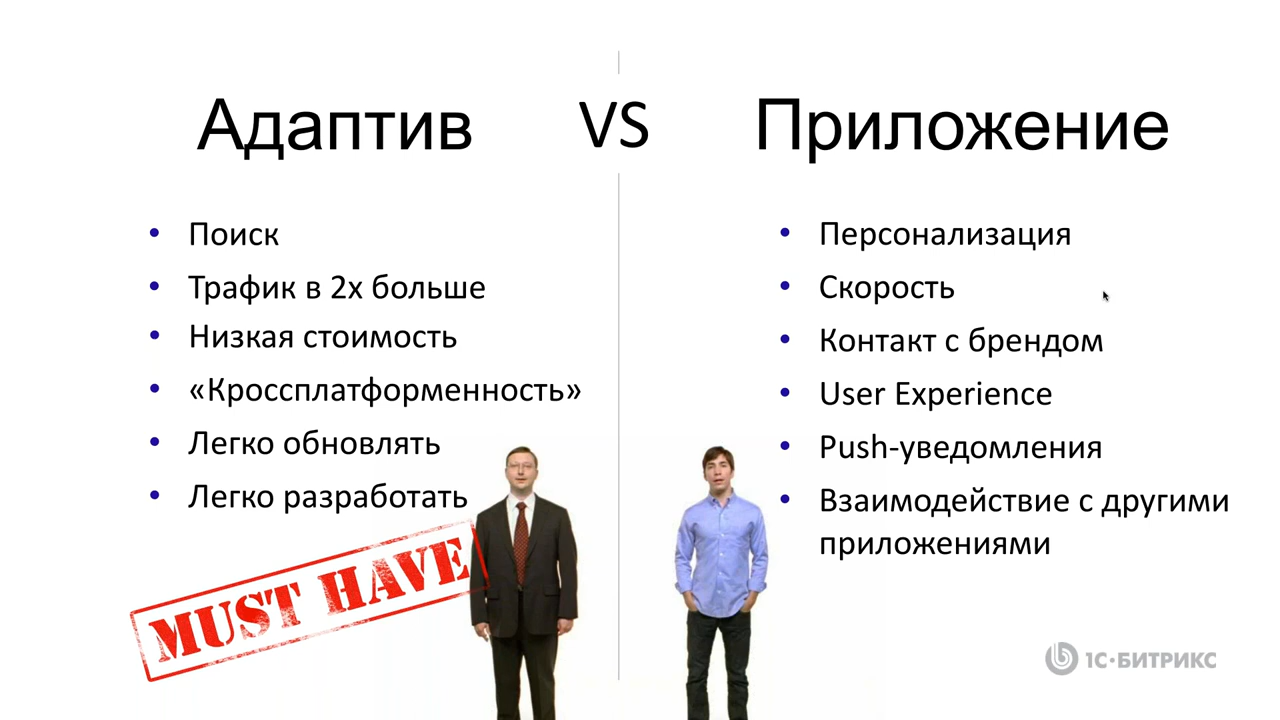 Адаптив VS Приложение
Поиск
Трафик в 2х больше
Низкая стоимость
«Кроссплатформенность»
Легко обновлять
Легко разработать
MUST HAVE
Персонализация
Скорость
Контакт с брендом
User Experience
Push-уведомления
Взаимодействие с другими
приложениями
1С·БИТРИКС